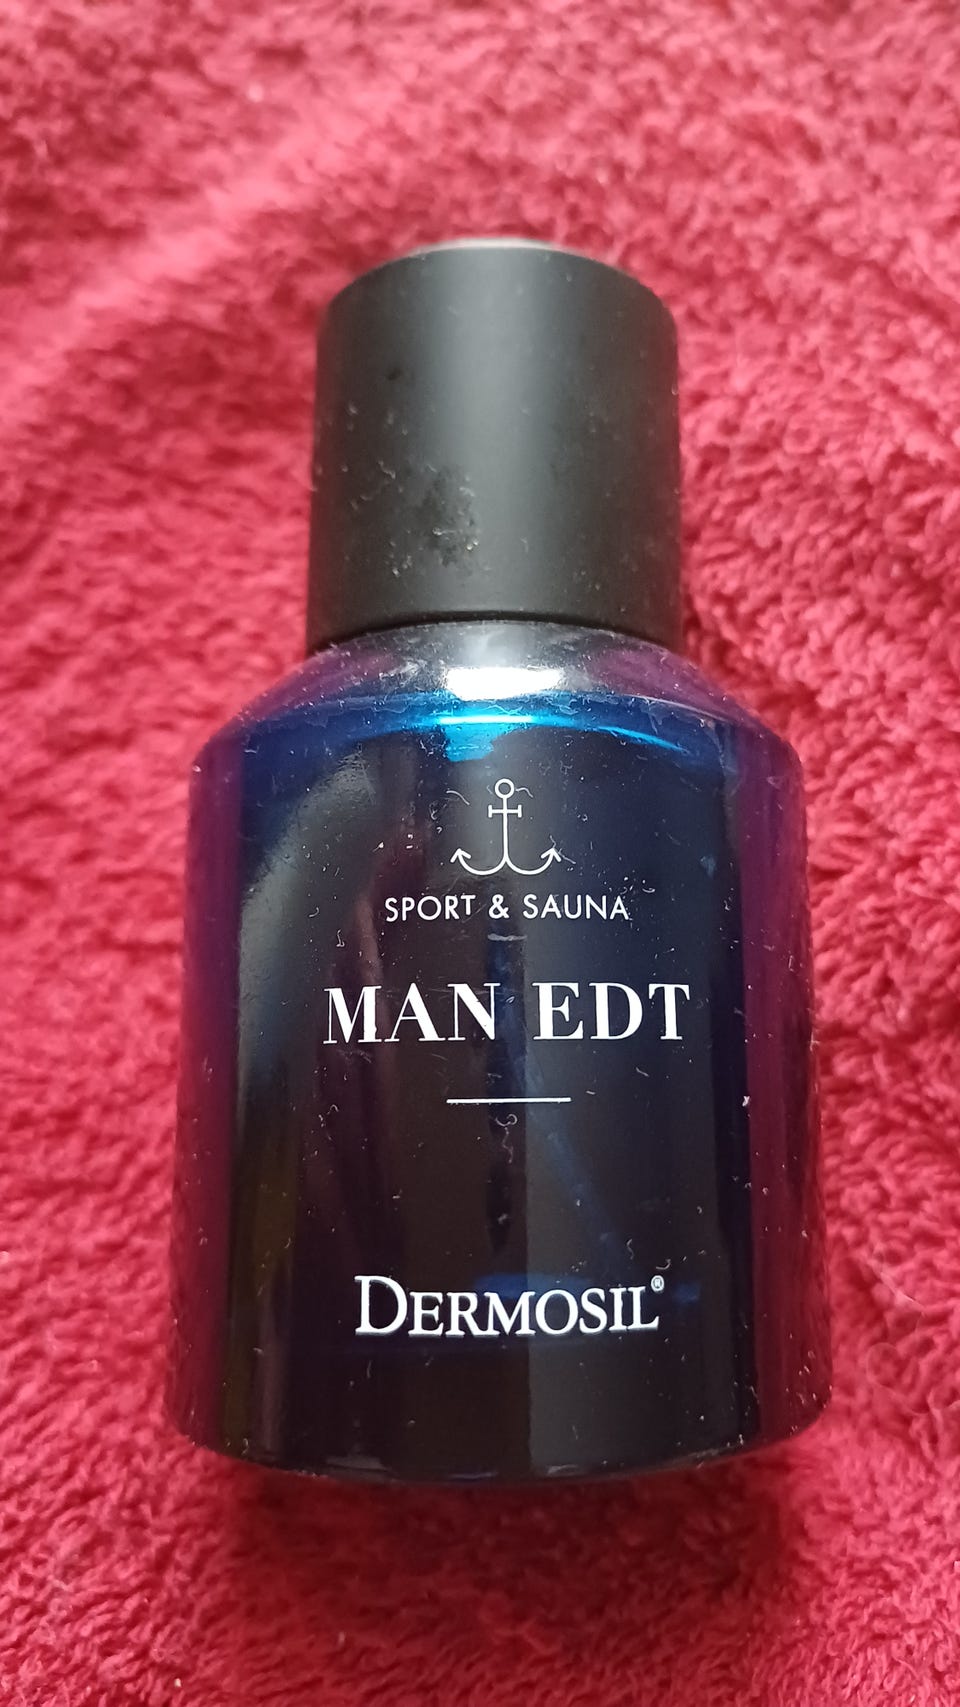 SPORT & SAUNA
MAN EDT
DERMOSIL®